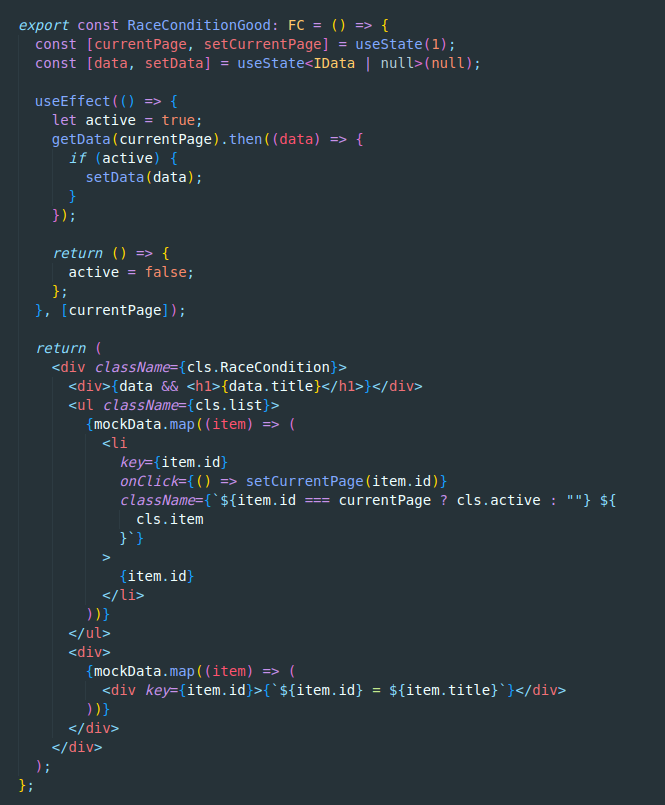 export const RaceConditionGood: FC = () => {
  const [currentPage, setCurrentPage] = useState(1);
  const [data, setData] = useState<IData | null>(null);

  useEffect(() => {
    let active = true;
    getData(currentPage).then((data) => {
      if (active) {
        setData(data);
      }
    });

    return () => {
      active = false;
    };
  }, [currentPage]);

  return (
    <div className={cls.RaceCondition}>
      <div>{data && <h1>{data.title}</h1>}</div>
      <ul className={cls.list}>
        {mockData.map((item) => (
          <li
            key={item.id}
            onClick={() => setCurrentPage(item.id)}
            className={`${item.id === currentPage ? cls.active : ""} ${
              cls.item
            }`}
          >
            {item.id}
          </li>
        ))}
      </ul>
      <div>
        {mockData.map((item) => (
          <div key={item.id}>{`${item.id} = ${item.title}`}</div>
        ))}
      </div>
    </div>
  );
};